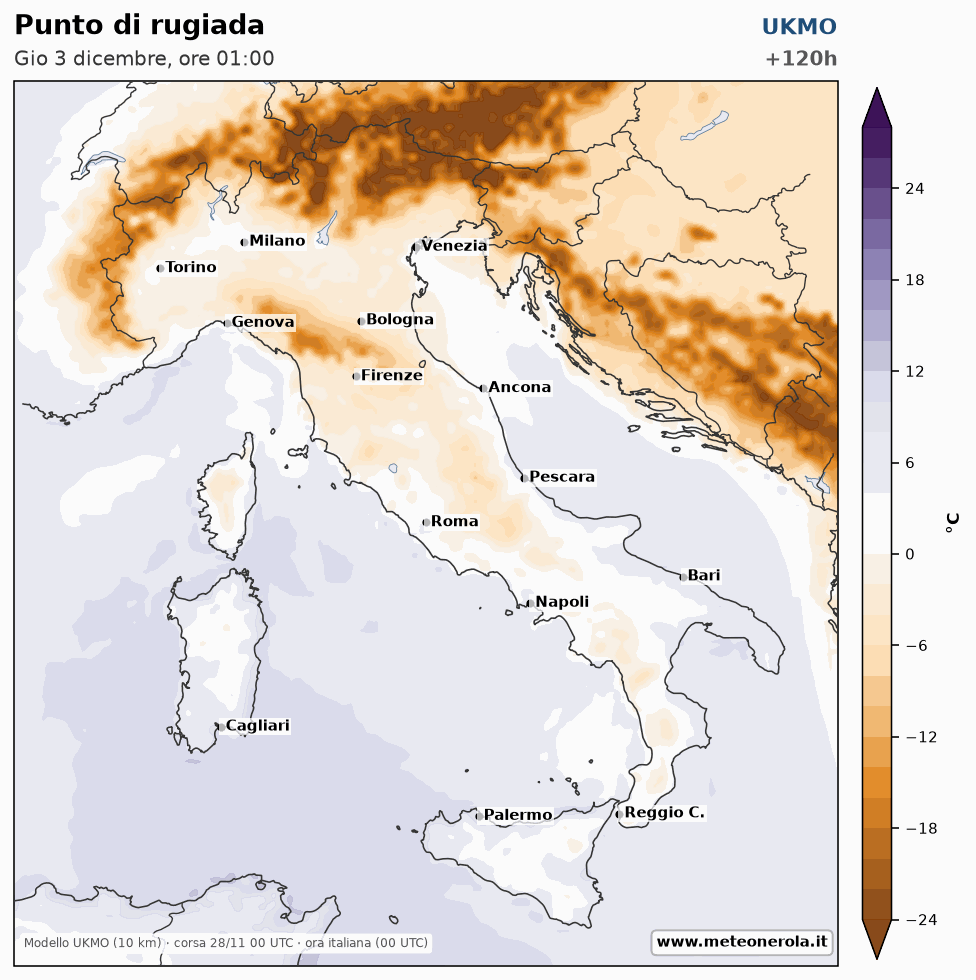 Punto di rugiada
UKMO
Gio 3 dicembre, ore 01:00
+120h
Milano
Venezia
Torino
Genova
Bologna
Firenze
Ancona
Pescara
Roma
Bari
Napoli
Cagliari
Palermo
Reggio C.
24
18
12
6
0
−6
−12
−18
−24
°C
Modello UKMO (10 km) · corsa 28/11 00 UTC · ora italiana (00 UTC)
www.meteonerola.it